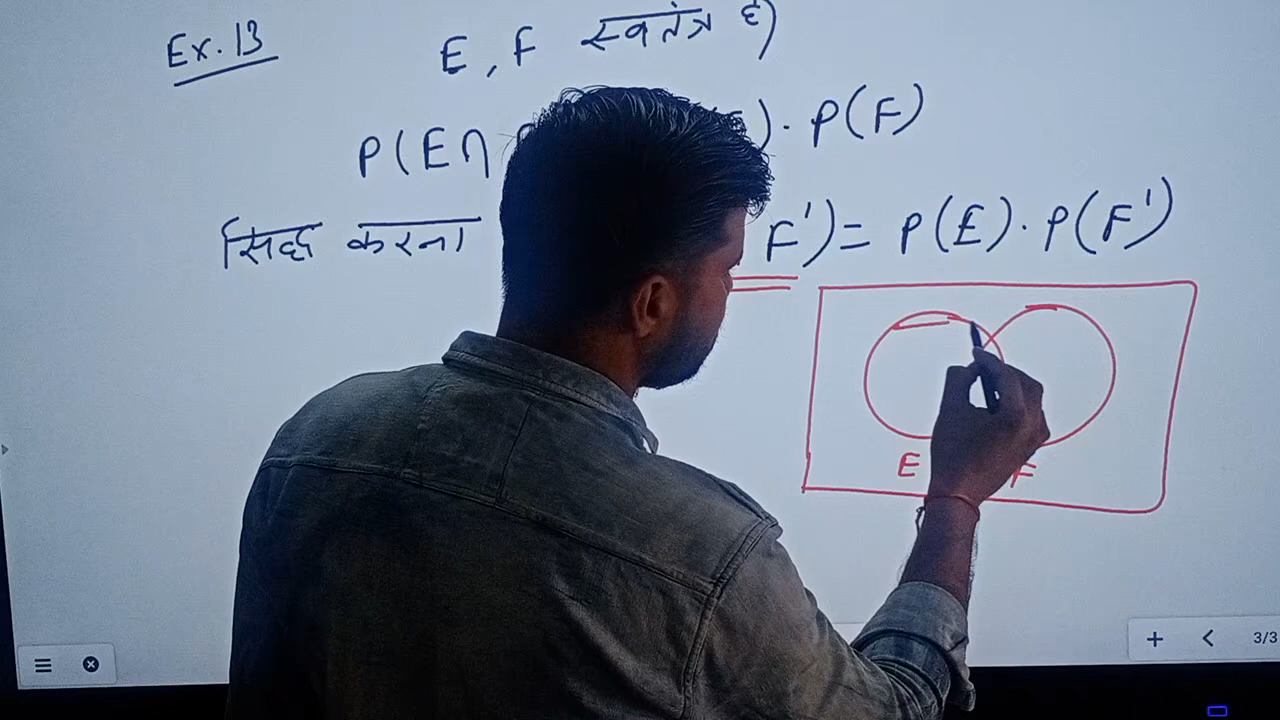 Ex. 13
E, F स्वतंत्र है)
P(E∩ ). P(F)
सिद्ध करना F')= P(E). P(F')
E F
3/3